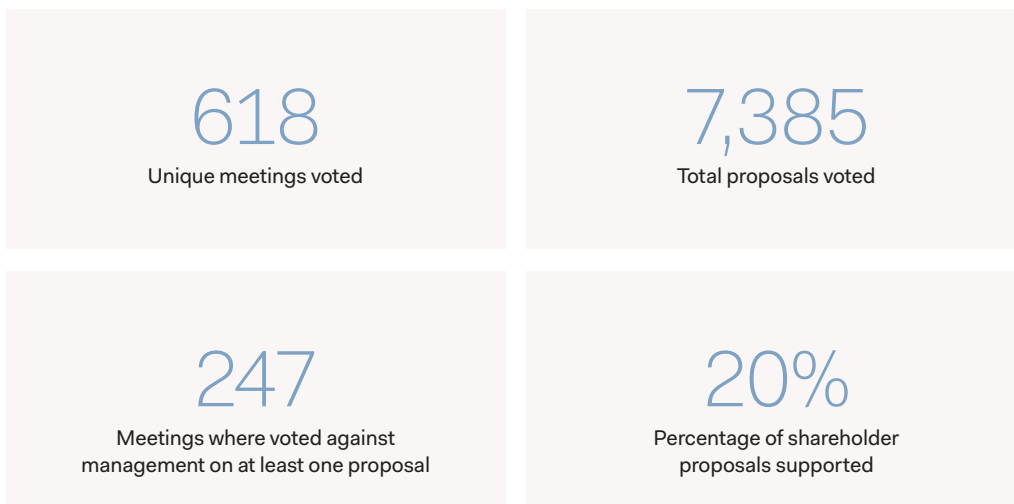 618
Unique meetings voted
7,385
Total proposals voted
247
Meetings where voted against
management on at least one proposal
20%
Percentage of shareholder
proposals supported